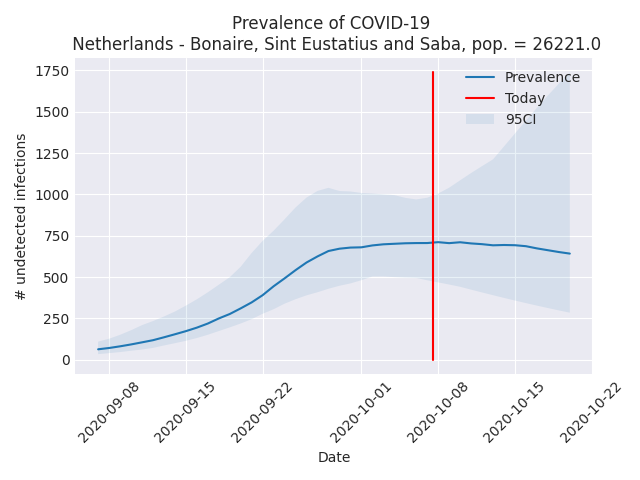 Prevalence of COVID-19
Netherlands - Bonaire, Sint Eustatius and Saba, pop. = 26221.0
# undetected infections
1750
1500
1250
1000
750
500
250
0
Prevalence
Today
95CI
2020-09-08
2020-09-15
2020-09-22
2020-10-01
2020-10-08
2020-10-15
2020-10-22
Date